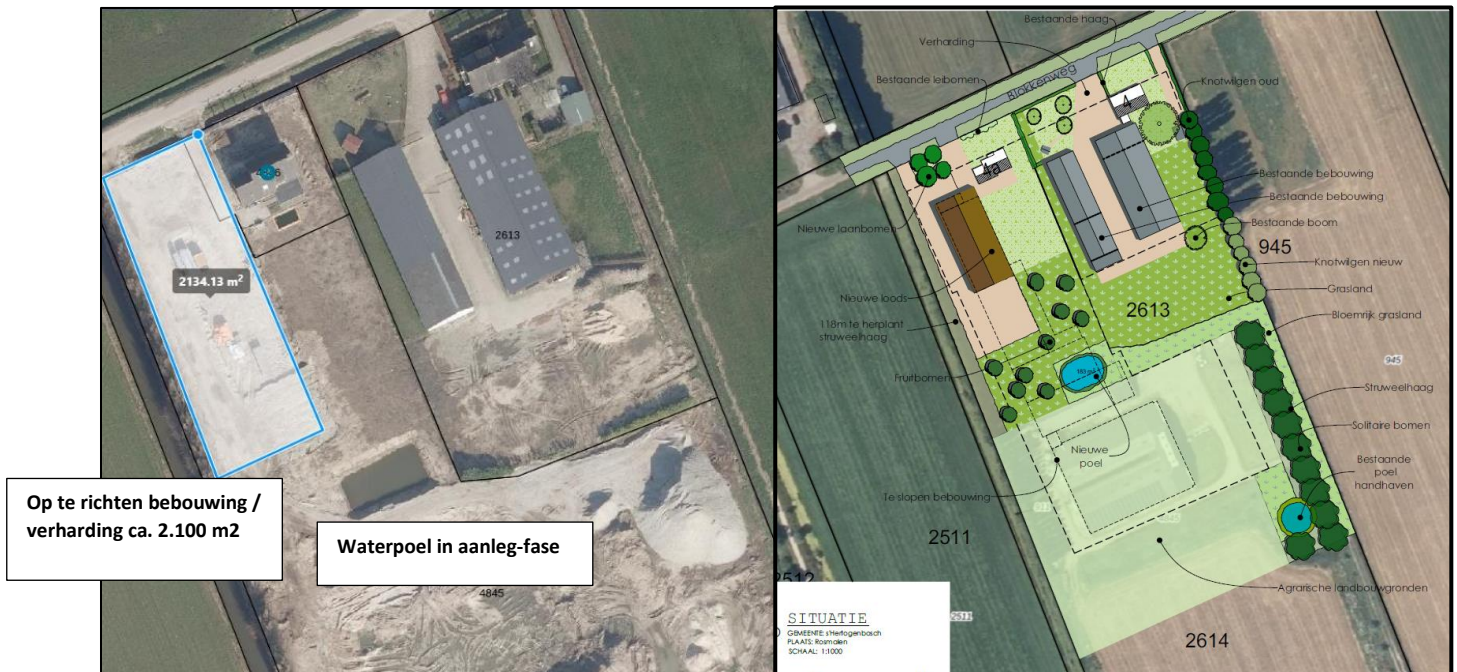 2613
2134.13 m²
Op te richten bebouwing /
verharding ca. 2.100 m2
Waterpoel in aanleg-fase
4845
Bestaande haag
Verharding
Bestaande leibomen
Blokkenweg
Knotwilgen oud
4
4a
Bestaande bebouwing
Bestaande bebouwing
Nieuwe laanbomen
Bestaande boom
945
Knotwilgen nieuw
Nieuwe loods
Grasland
2613
118m te herplant
struweelhaag
Bloemrijk grasland
945
Fruitbomen
Struweelhaag
Solitaire bomen
Nieuwe
poel
Bestaande
poel
handhaven
Te slopen bebouwing
2511
2512
Agrarische landbouwgronden
SITUATIE
GEMEENTE: s'Hertogenbosch
PLAATS: Rosmalen
SCHAAL: 1:1000
2511
2614